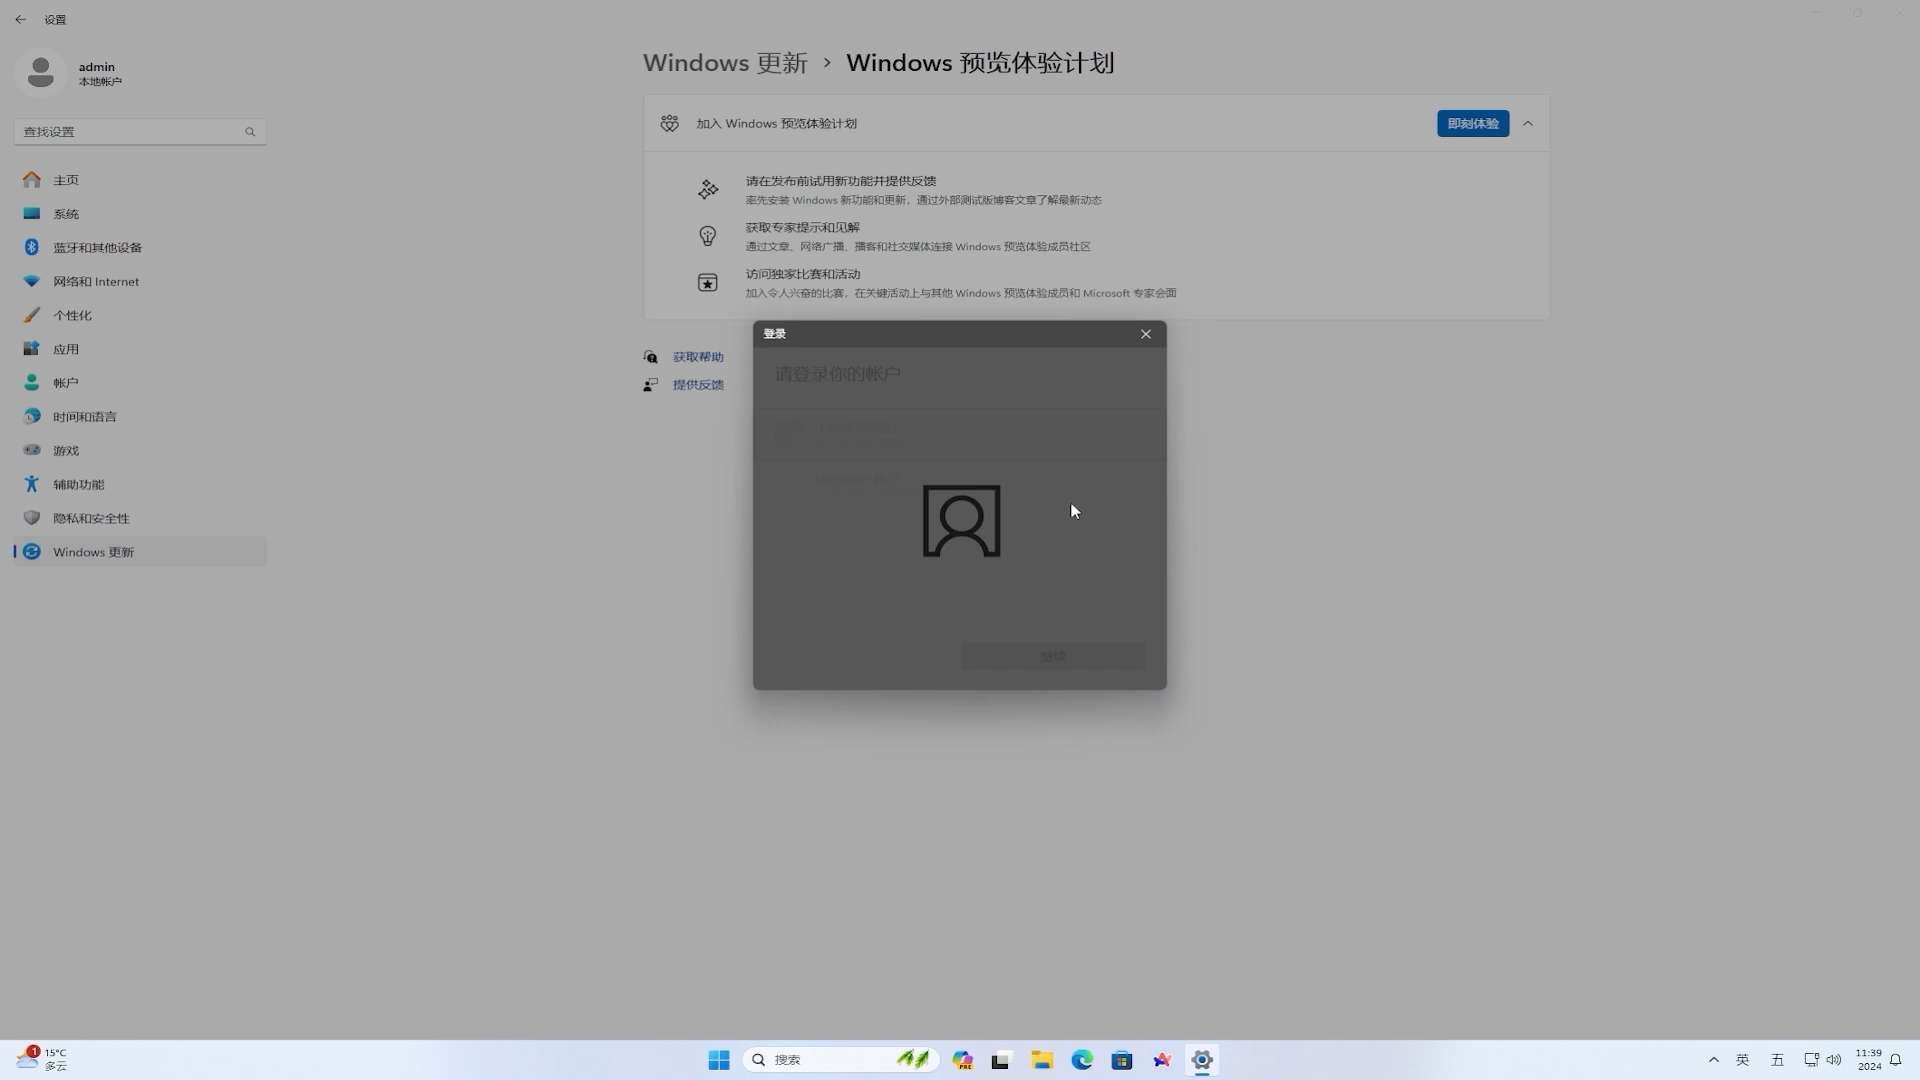 设置
admin
本地帐户
查找设置
主页
系统
蓝牙和其他设备
网络和 Internet
个性化
应用
帐户
时间和语言
游戏
辅助功能
隐私和安全性
Windows 更新
Windows 更新 › Windows 预览体验计划
加入 Windows 预览体验计划
即刻体验
请在发布前试用新功能并提供反馈
率先安装 Windows 新功能和更新，通过外部测试版博客文章了解最新动态
获取专家提示和见解
通过文章、网络广播、播客和社交媒体连接 Windows 预览体验成员社区
访问独家比赛和活动
加入令人兴奋的比赛，在关键活动上与其他 Windows 预览体验成员和 Microsoft 专家会面
获取帮助
提供反馈
登录
请登录你的帐户
继续
1
15°C
多云
搜索
PRE
英
五
11:39
2024